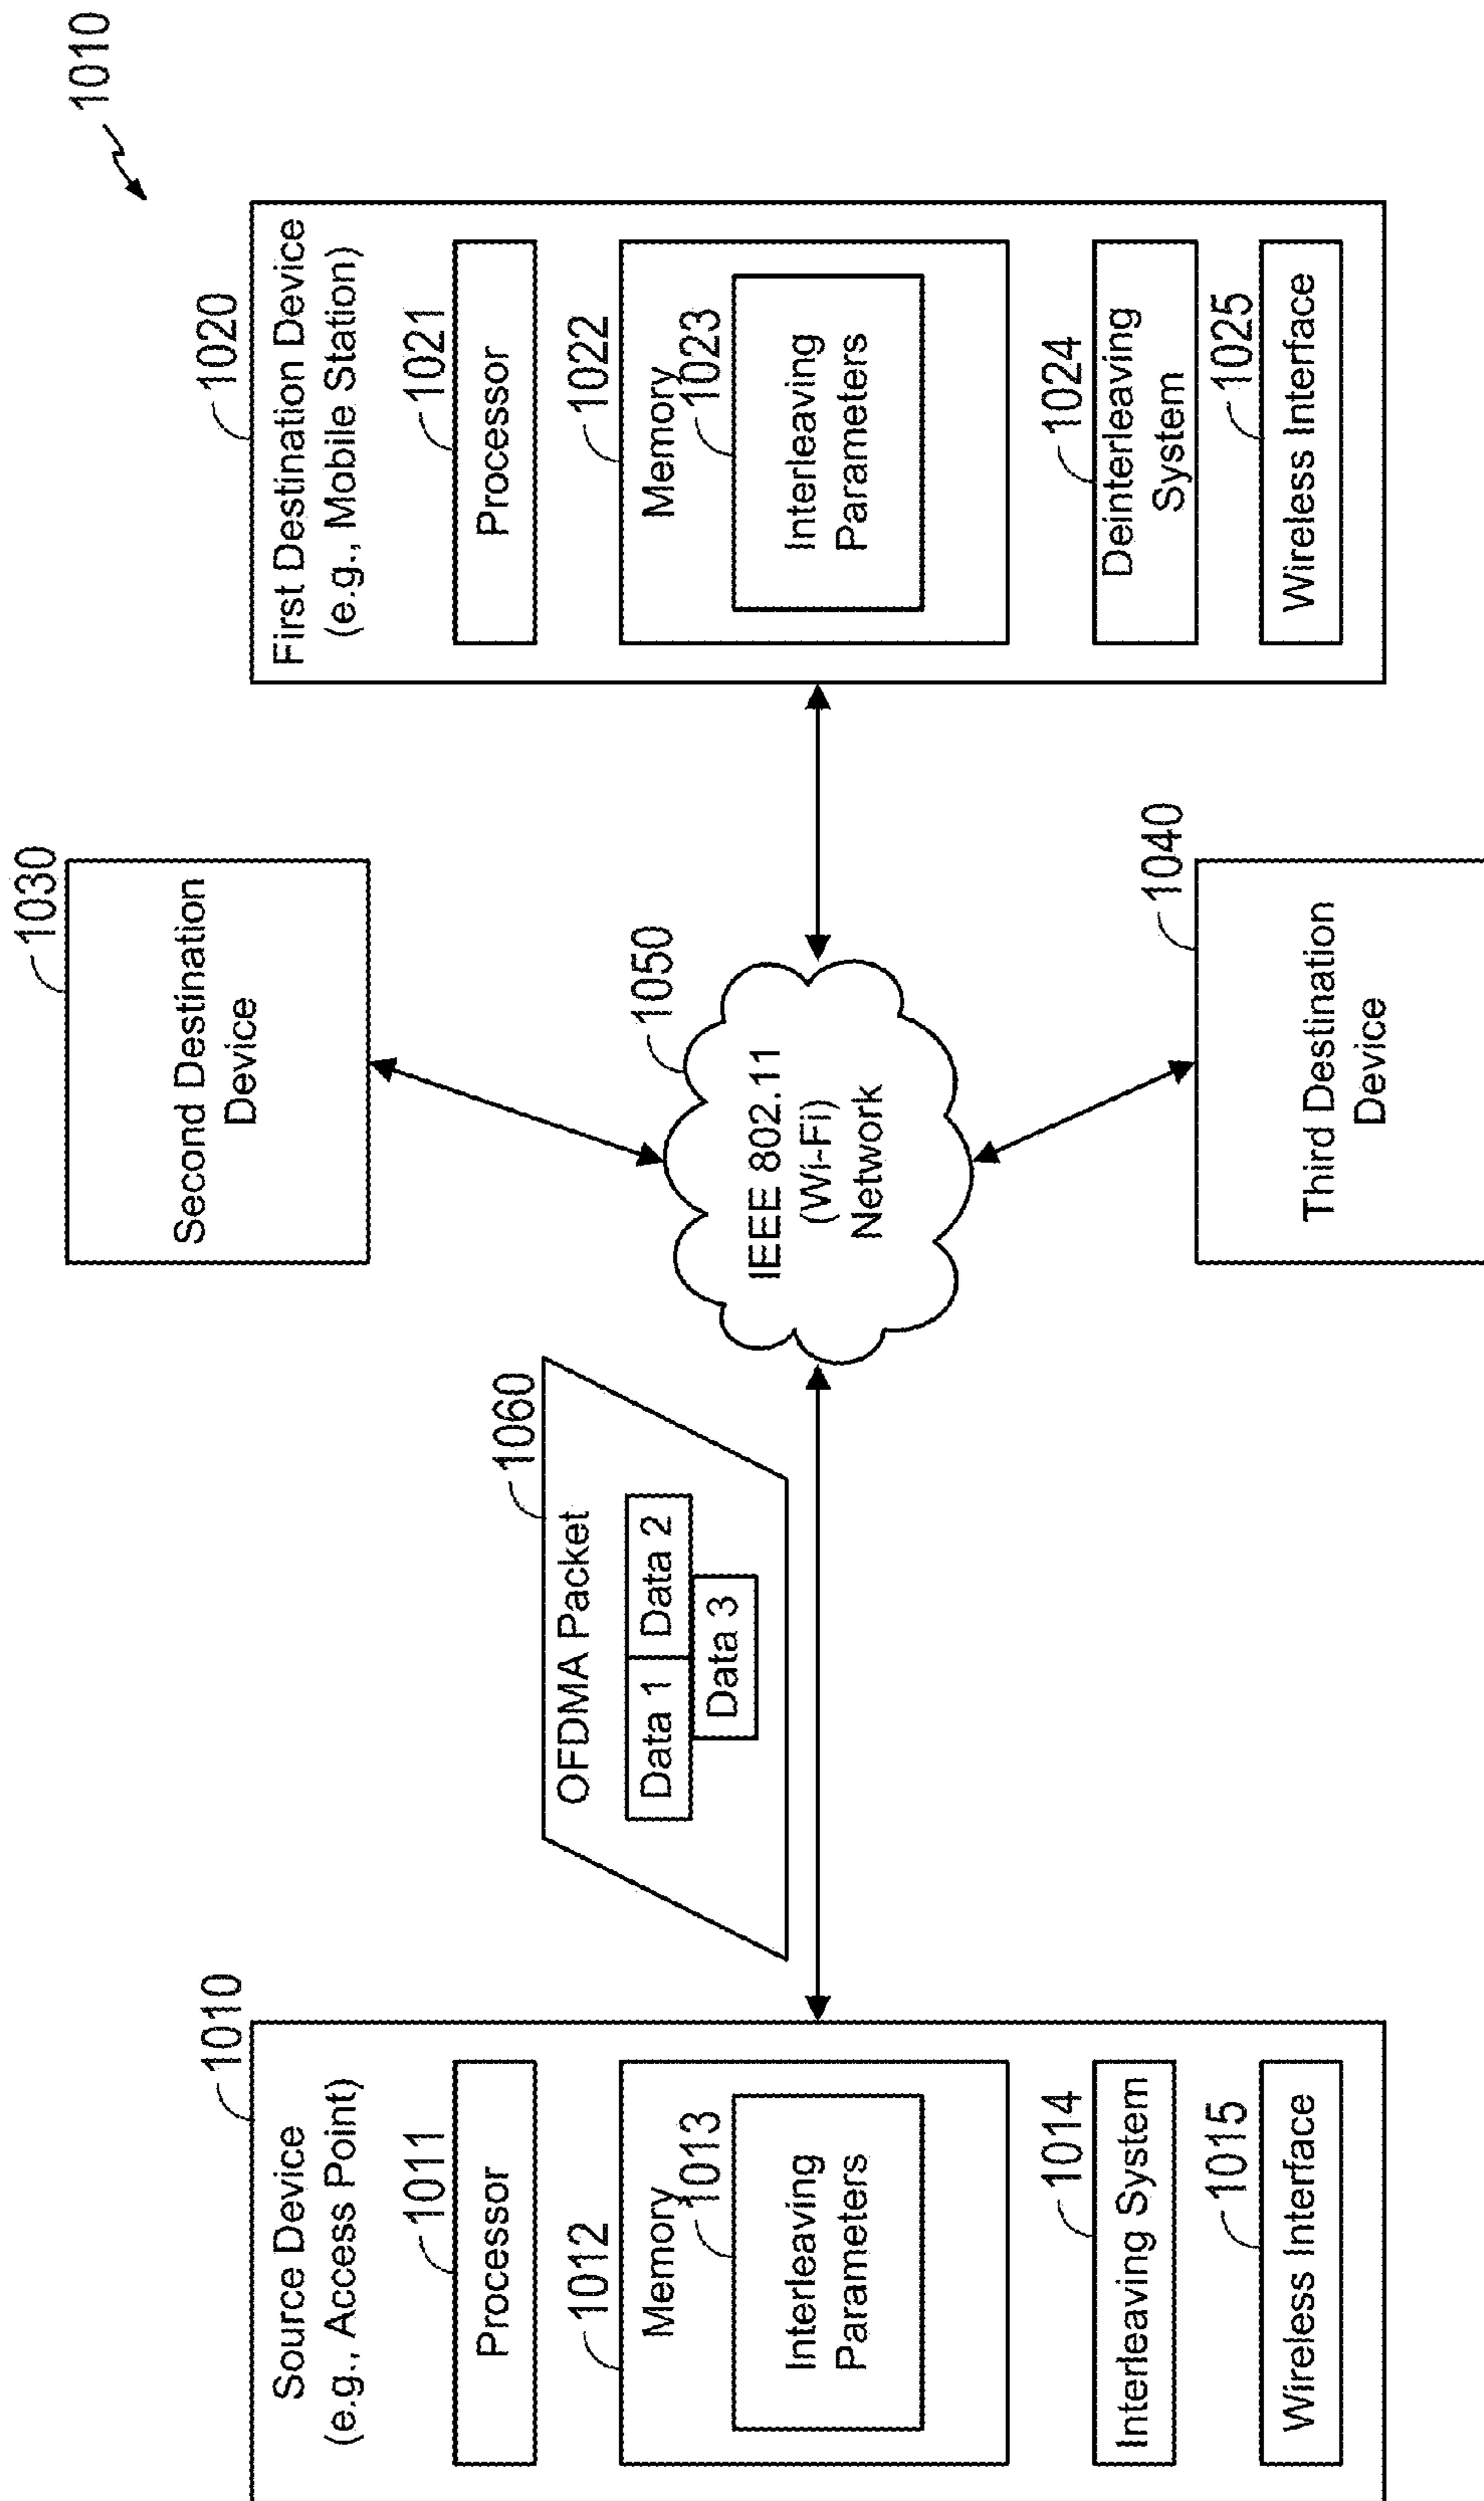 1010
1010
Source Device
(e.g., Access Point)
1011
Processor
1012
Memory
1013
Interleaving
Parameters
1014
Interleaving System
1015
Wireless Interface
1060
OFDMA Packet
Data 1
Data 2
Data 3
1030
Second Destination
Device
1050
IEEE 802.11
(Wi-Fi)
Network
1040
Third Destination
Device
1020
First Destination Device
(e.g., Mobile Station)
1021
Processor
1022
Memory
1023
Interleaving
Parameters
1024
Deinterleaving
System
1025
Wireless Interface